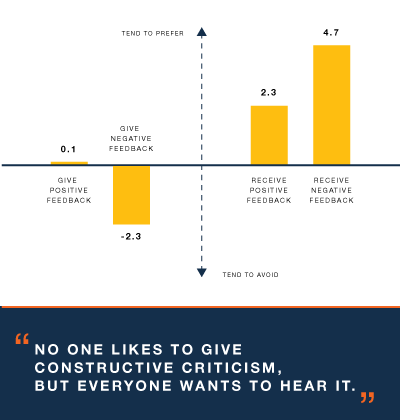 TEND TO PREFER
4.7
2.3
GIVE
NEGATIVE
FEEDBACK
0.1
GIVE
POSITIVE
FEEDBACK
RECEIVE
POSITIVE
FEEDBACK
RECEIVE
NEGATIVE
FEEDBACK
-2.3
TEND TO AVOID
“NO ONE LIKES TO GIVE
CONSTRUCTIVE CRITICISM,
BUT EVERYONE WANTS TO HEAR IT.”